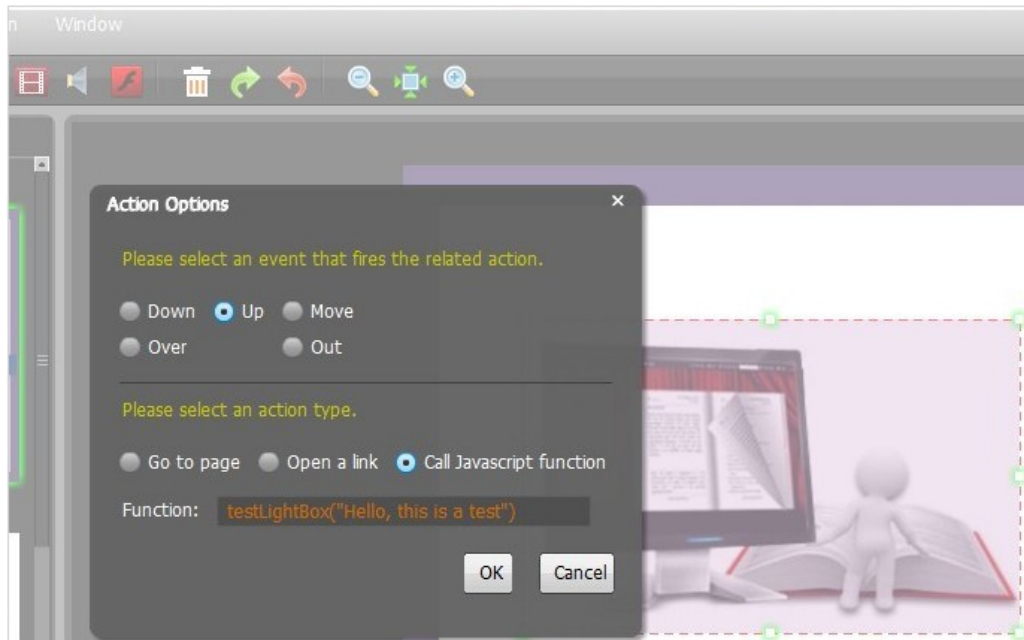 Window
Action Options
Please select an event that fires the related action.
Down Up Move
Over Out
Please select an action type.
Go to page Open a link Call Javascript function
Function: testLightBox("Hello, this is a test")
OK Cancel